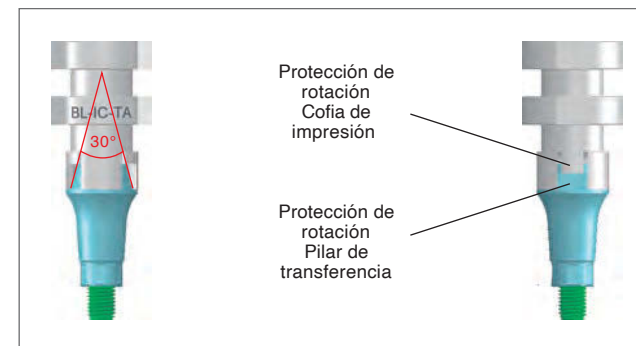 BL-IC-TA
30°
Protección de
rotación
Cofia de
impresión
Protección de
rotación
Pilar de
transferencia